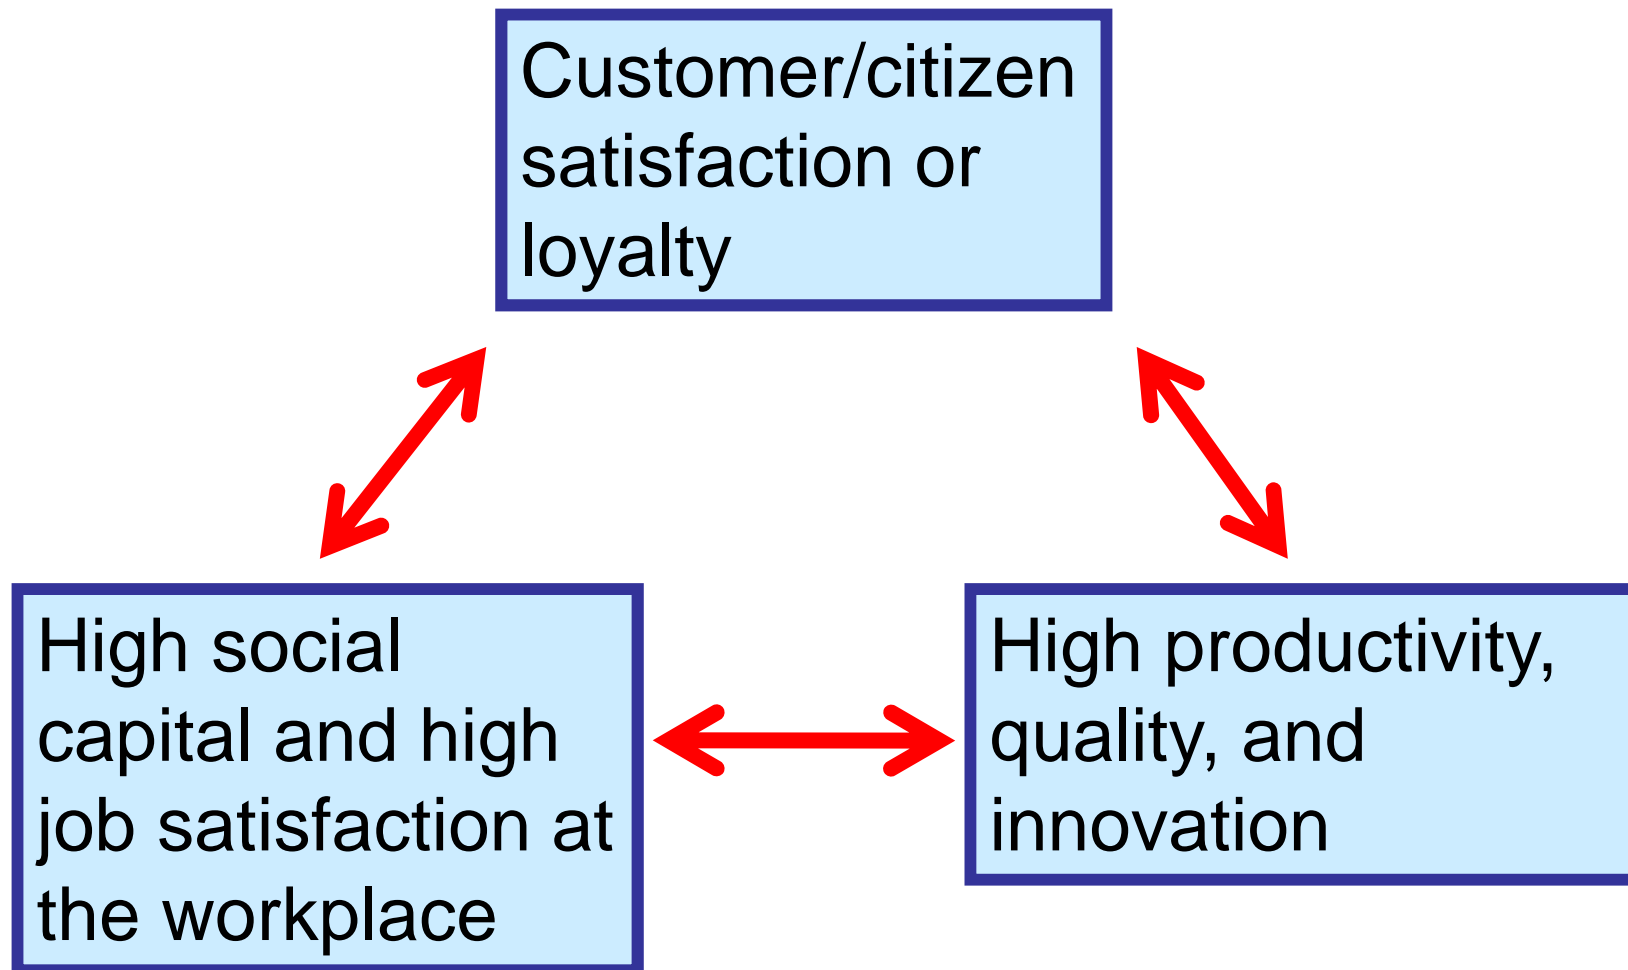 Customer/citizen
satisfaction or
loyalty
High social
capital and high
job satisfaction at
the workplace
High productivity,
quality, and
innovation